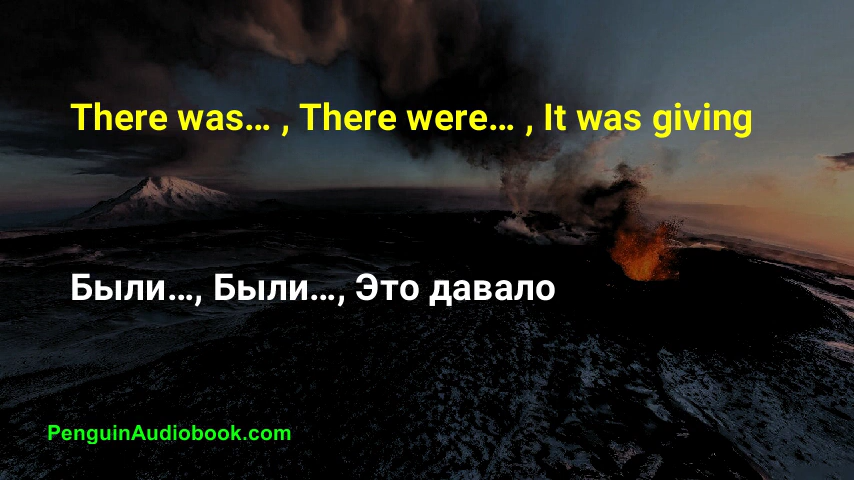 There was… , There were… , It was giving
Были…, Были…, Это давало
PenguinAudiobook.com